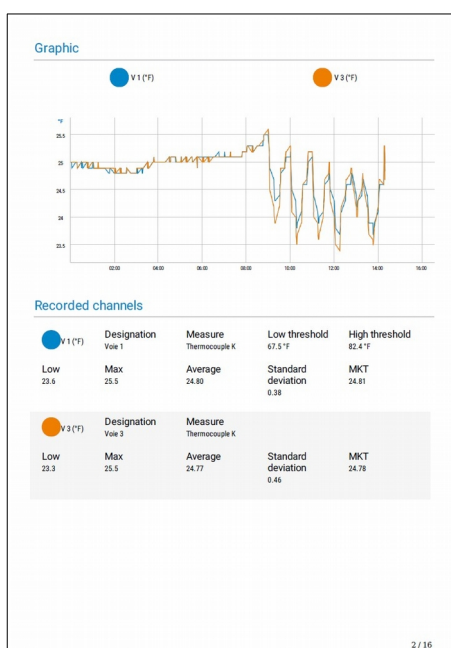 Graphic
V 1 (°F) V 3 (°F)
°F
25.5
25
24.5
24
23.5
02:00 04:00 06:00 08:00 10:00 12:00 14:00 16:00
Recorded channels
V 1 (°F) Designation Measure Low threshold High threshold
Voie 1 Thermocouple K 67.5 °F 82.4 °F
Low Max Average Standard deviation MKT
23.6 25.5 24.80 0.38 24.81
V 3 (°F) Designation Measure
Voie 3 Thermocouple K
Low Max Average Standard deviation MKT
23.3 25.5 24.77 0.46 24.78
2 / 16